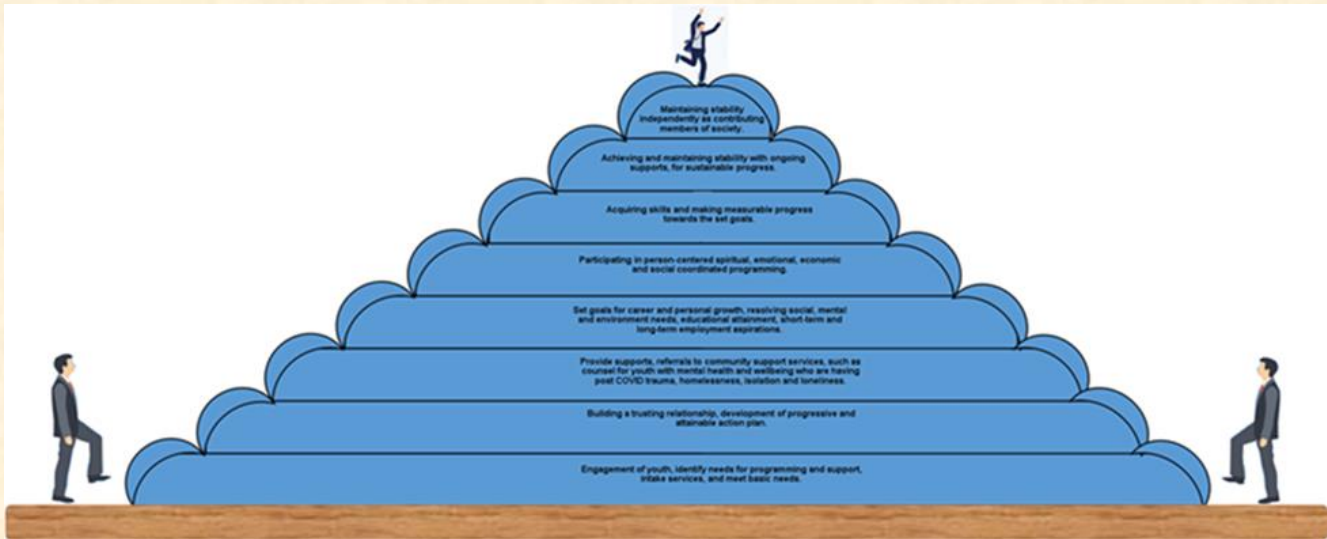 Maintaining stability
independently as contributing
members of society.
Achieving and maintaining stability with ongoing
supports, for sustainable progress.
Acquiring skills and making measurable progress
towards the set goals.
Participating in person-centered spiritual, emotional, economic
and social coordinated programming.
Set goals for career and personal growth, resolving social, mental
and environment needs, educational attainment, short-term and
long-term employment aspirations.
Provide supports, referrals to community support services, such as
counsel for youth with mental health and wellbeing who are having
post COVID trauma, homelessness, isolation and loneliness.
Building a trusting relationship, development of progressive and
attainable action plan.
Engagement of youth, identify needs for programming and support,
intake services, and meet basic needs.